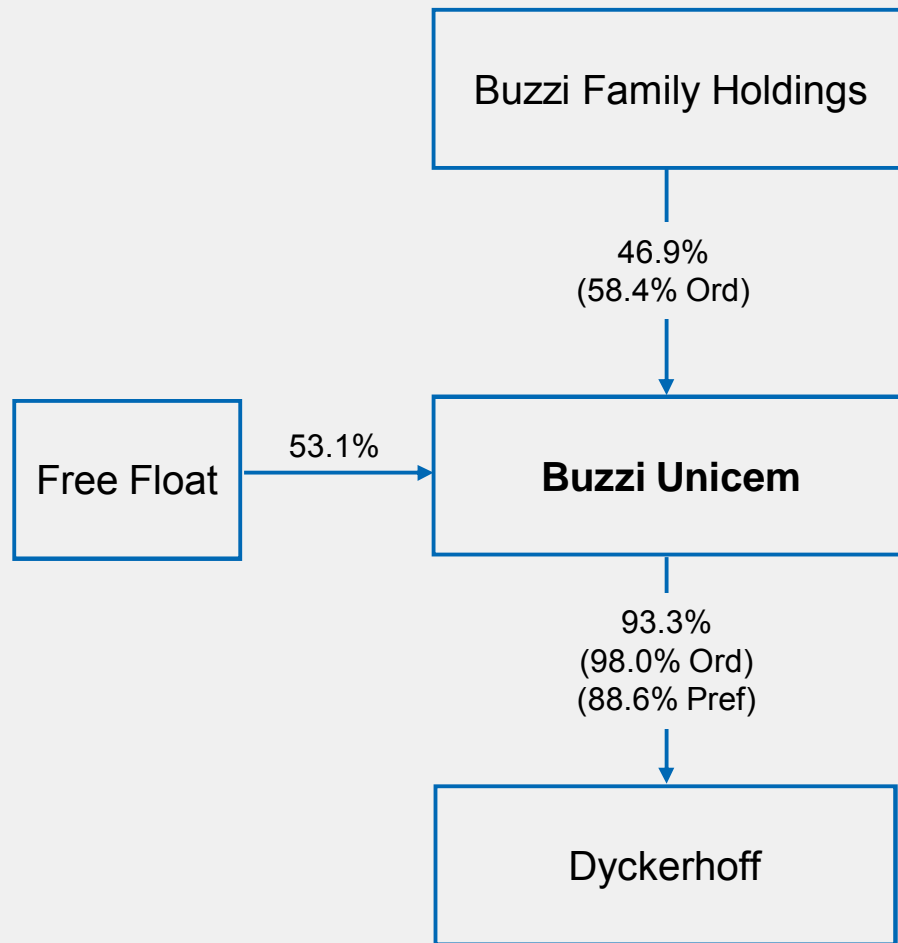 Buzzi Family Holdings
46.9%
(58.4% Ord)
53.1%
Free Float
Buzzi Unicem
93.3%
(98.0% Ord)
(88.6% Pref)
Dyckerhoff